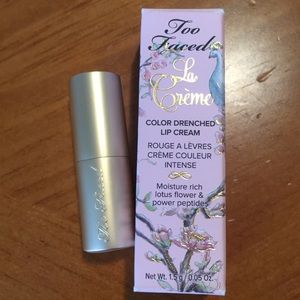 Too
Faced
La
Crème
COLOR DRENCHED
LIP CREAM
ROUGE A LÈVRES
CRÈME COULEUR
INTENSE
Moisture rich
lotus flower &
power peptides
Net Wt. 1.5 g / 0.05 Oz.
Too Faced